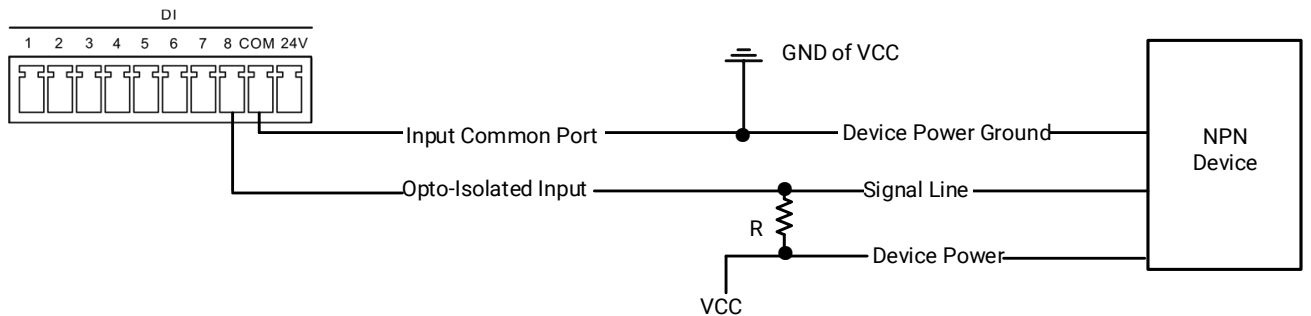 DI
1 2 3 4 5 6 7 8 COM 24V
GND of VCC
Input Common Port
Device Power Ground
NPN
Device
Opto-Isolated Input
Signal Line
R
Device Power
VCC